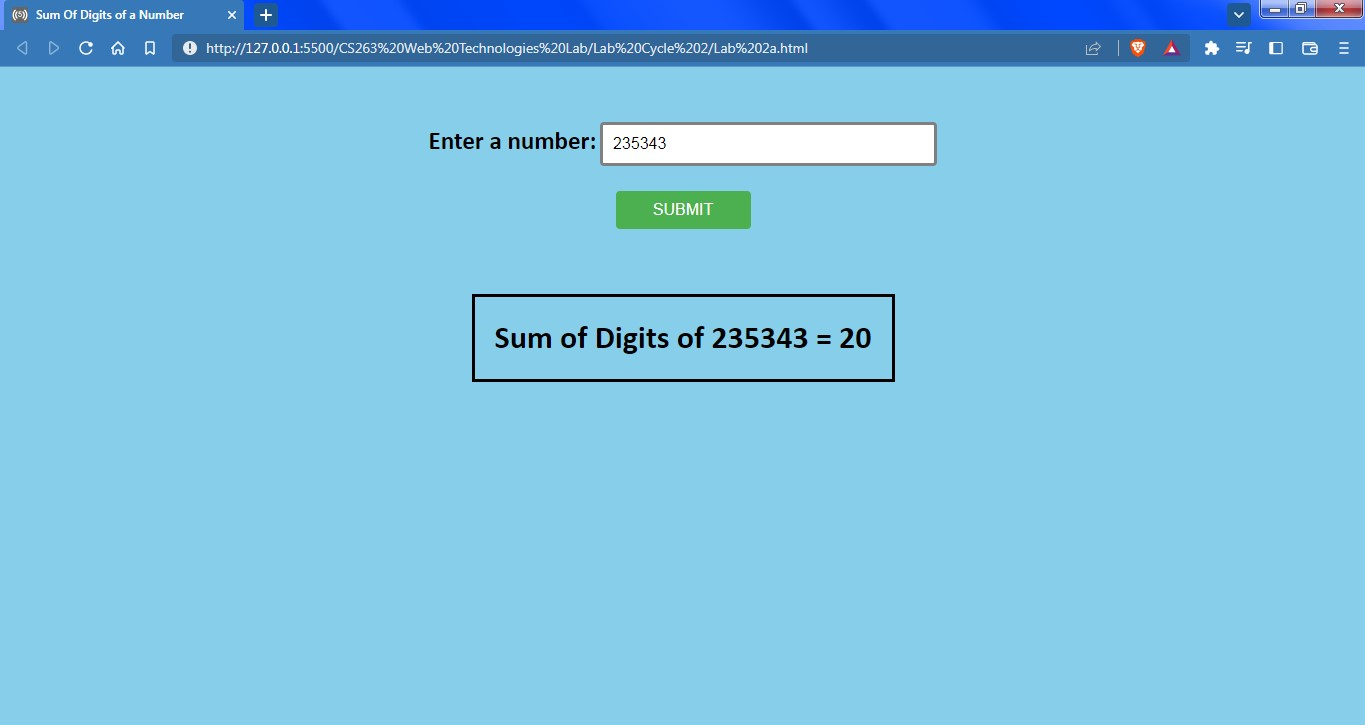 Sum Of Digits of a Number
http://127.0.0.1:5500/CS263%20Web%20Technologies%20Lab/Lab%20Cycle%202/Lab%202a.html
Enter a number: 235343
SUBMIT
Sum of Digits of 235343 = 20